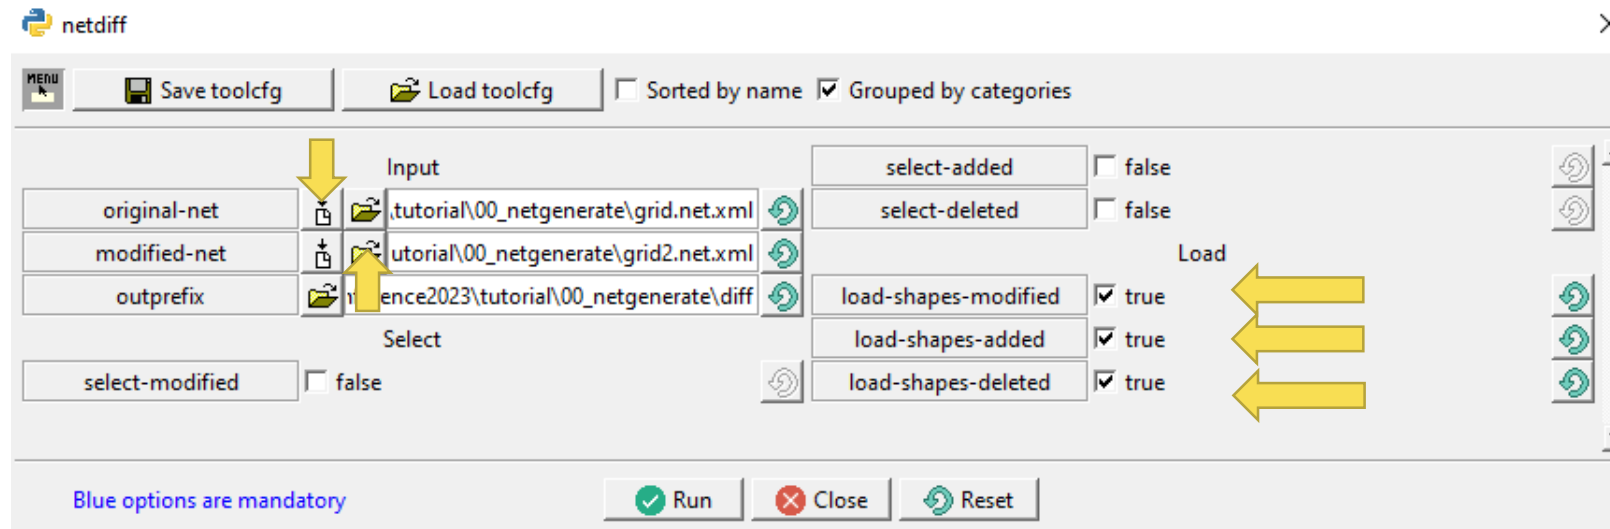 netdiff
MENU Save toolcfg Load toolcfg Sorted by name Grouped by categories
Input
original-net .tutorial\00_netgenerate\grid.net.xml
modified-net utorial\00_netgenerate\grid2.net.xml
outprefix ence2023\tutorial\00_netgenerate\diff
Select
select-modified false
select-added false
select-deleted false
Load
load-shapes-modified true
load-shapes-added true
load-shapes-deleted true
Blue options are mandatory Run Close Reset